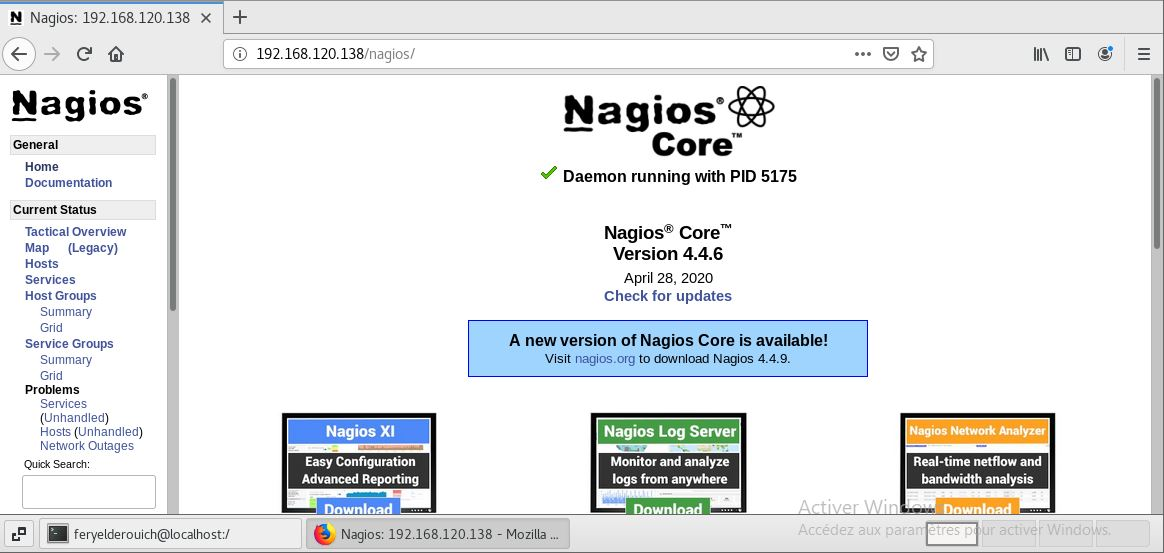 Nagios: 192.168.120.138
192.168.120.138/nagios/
Nagios®
General
Home
Documentation
Current Status
Tactical Overview
Map (Legacy)
Hosts
Services
Host Groups
Summary
Grid
Service Groups
Summary
Grid
Problems
Services
(Unhandled)
Hosts (Unhandled)
Network Outages
Quick Search:
Nagios®
Core™
Daemon running with PID 5175
Nagios® Core™
Version 4.4.6
April 28, 2020
Check for updates
A new version of Nagios Core is available!
Visit nagios.org to download Nagios 4.4.9.
Nagios XI
Easy Configuration
Advanced Reporting
Download
Nagios Log Server
Monitor and analyze
logs from anywhere
Download
Nagios Network Analyzer
Real-time netflow and
bandwidth analysis
Download
Activer Windows
Accédez aux paramètres pour activer Windows.
feryelderouich@localhost:/
Nagios: 192.168.120.138 - Mozilla ...